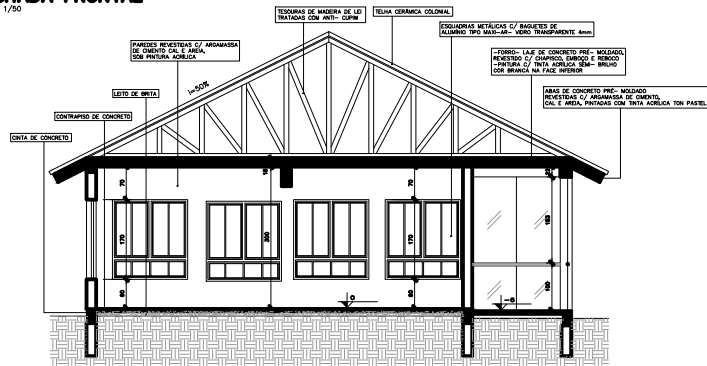 FRONTAL
1/50
TESOURAS DE MADEIRA DE LEI
TRATADAS COM ANTI- CUPIM
TELHA CERÂMICA COLONIAL
ESQUADRIAS METÁLICAS C/ BAGUETES DE
ALUMÍNIO TIPO MAXI-AR- VIDRO TRANSPARENTE 4mm
PAREDES REVESTIDAS C/ ARGAMASSA
DE CIMENTO CAL E AREIA,
SOB PINTURA ACRÍLICA
-FORRO- LAJE DE CONCRETO PRÉ- MOLDADO,
REVESTIDO C/ CHAPISCO, EMBOÇO E REBOCO
-PINTURA C/ TINTA ACRÍLICA SEMI- BRILHO
COR BRANCA NA FACE INFERIOR
i=50%
LEITO DE BRITA
ABAS DE CONCRETO PRÉ- MOLDADO
REVESTIDAS C/ ARGAMASSA DE CIMENTO,
CAL E AREIA, PINTADAS COM TINTA ACRÍLICA TON PASTEL
CONTRAPISO DE CONCRETO
CINTA DE CONCRETO
70
70
170
300
170
163
60
0
60
-5
100